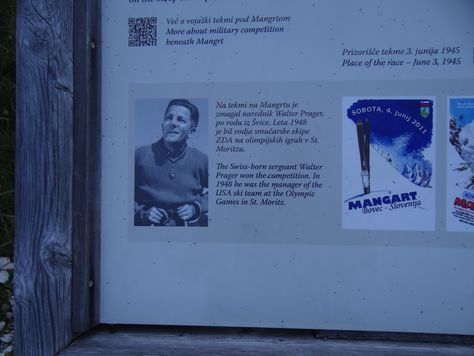 Več o vojaški tekmi pod Mangrtom
More about military competition
beneath Mangrt
Prizorišče tekme 3. junija 1945
Place of the race – June 3, 1945
Na tekmi na Mangrtu je
zmagal narednik Walter Prager,
po rodu iz Švice. Leta 1948
je bil vodja smučarske ekipe
ZDA na olimpijskih igrah v St.
Moritzu.
The Swiss-born sergeant Walter
Prager won the competition. In
1948 he was the manager of the
USA ski team at the Olympic
Games in St. Moritz.
SOBOTA, 4. junij 2011
MANGART
Bovec - Slovenija